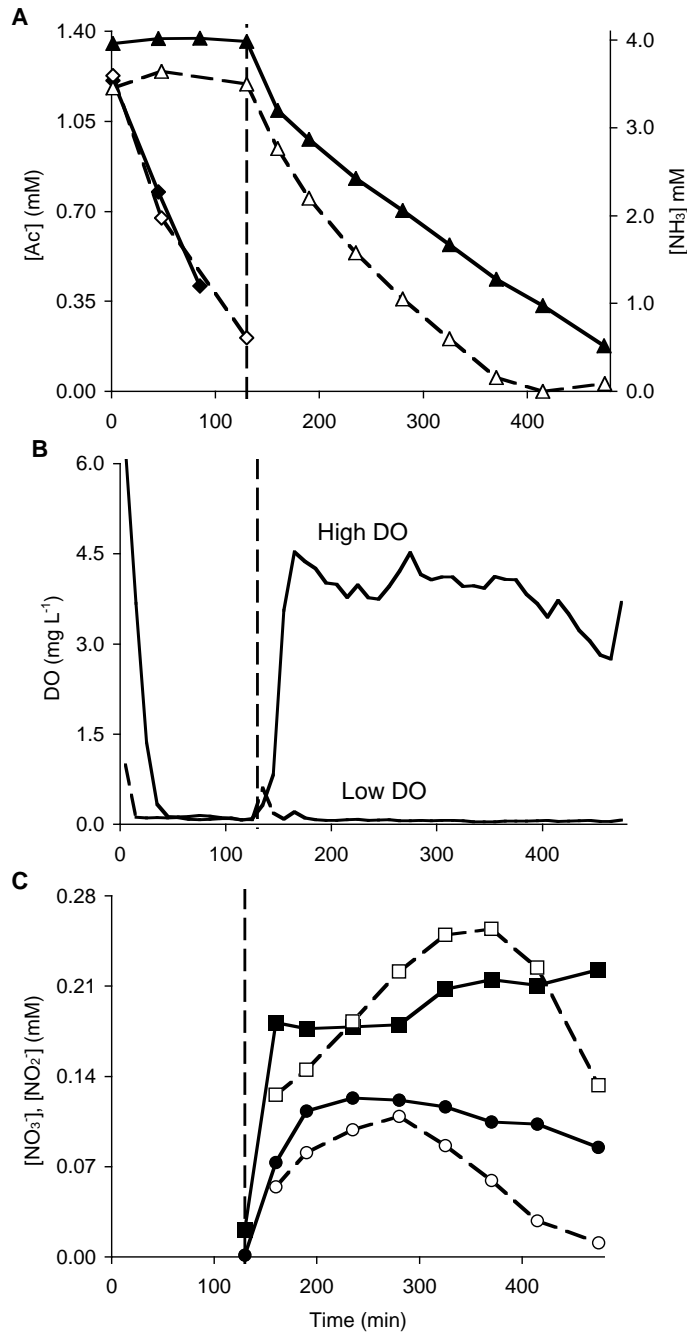 A
1.40
1.05
0.70
0.35
0.00
[Ac] (mM)
4.0
3.0
2.0
1.0
0.0
[NH₃] mM
0 100 200 300 400
B
6.0
4.5
3.0
1.5
0.0
DO (mg L⁻¹)
High DO
Low DO
0 100 200 300 400
C
0.28
0.21
0.14
0.07
0.00
[NO₃⁻], [NO₂⁻] (mM)
0 100 200 300 400
Time (min)